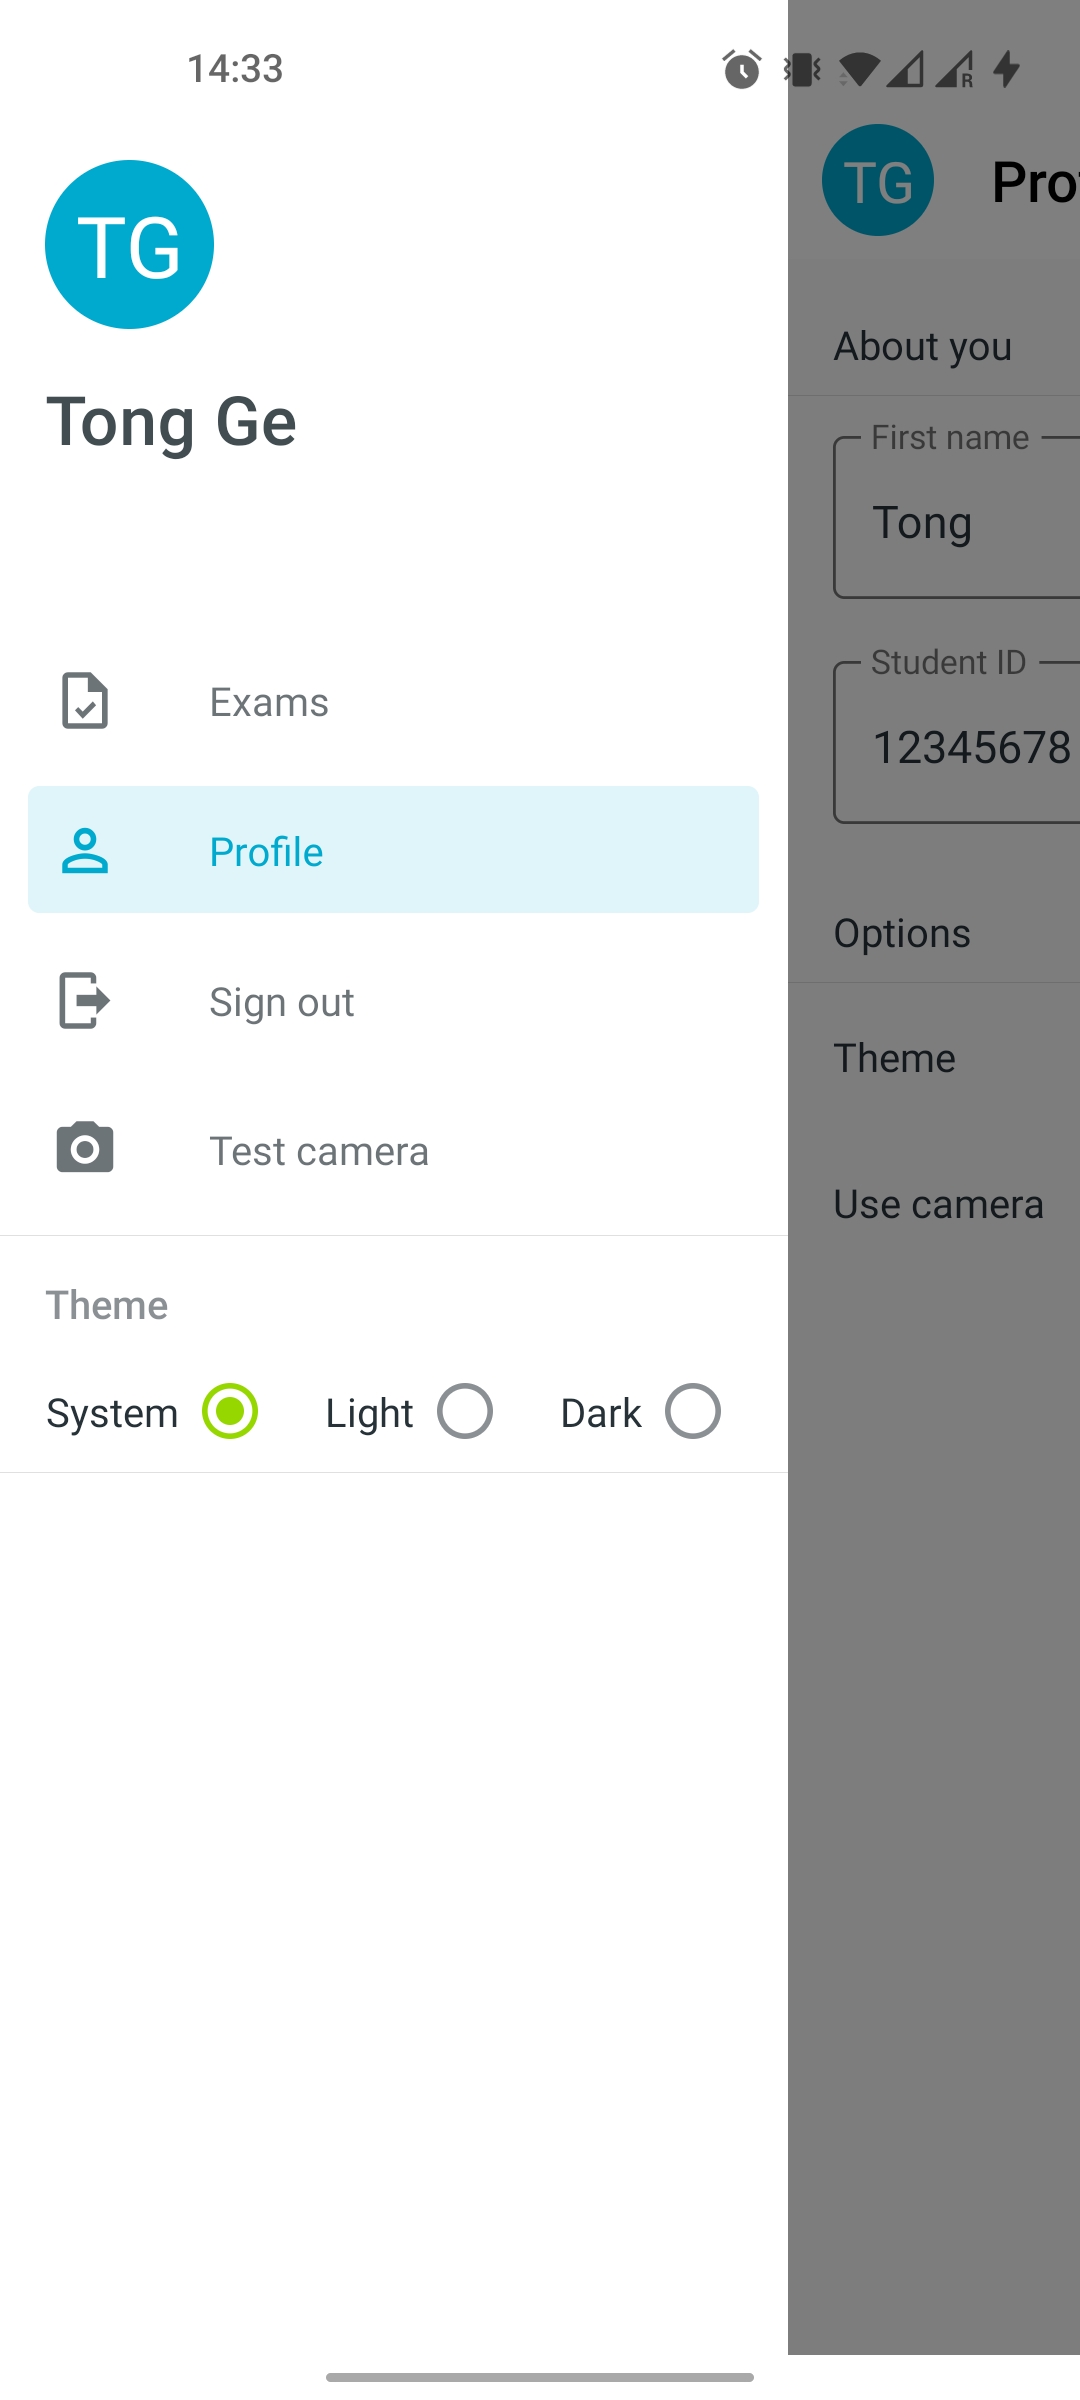 14:33
R
TG
Tong Ge
Exams
Profile
Sign out
Test camera
Theme
System
Light
Dark
TG
Pro
About you
First name
Tong
Student ID
12345678
Options
Theme
Use camera